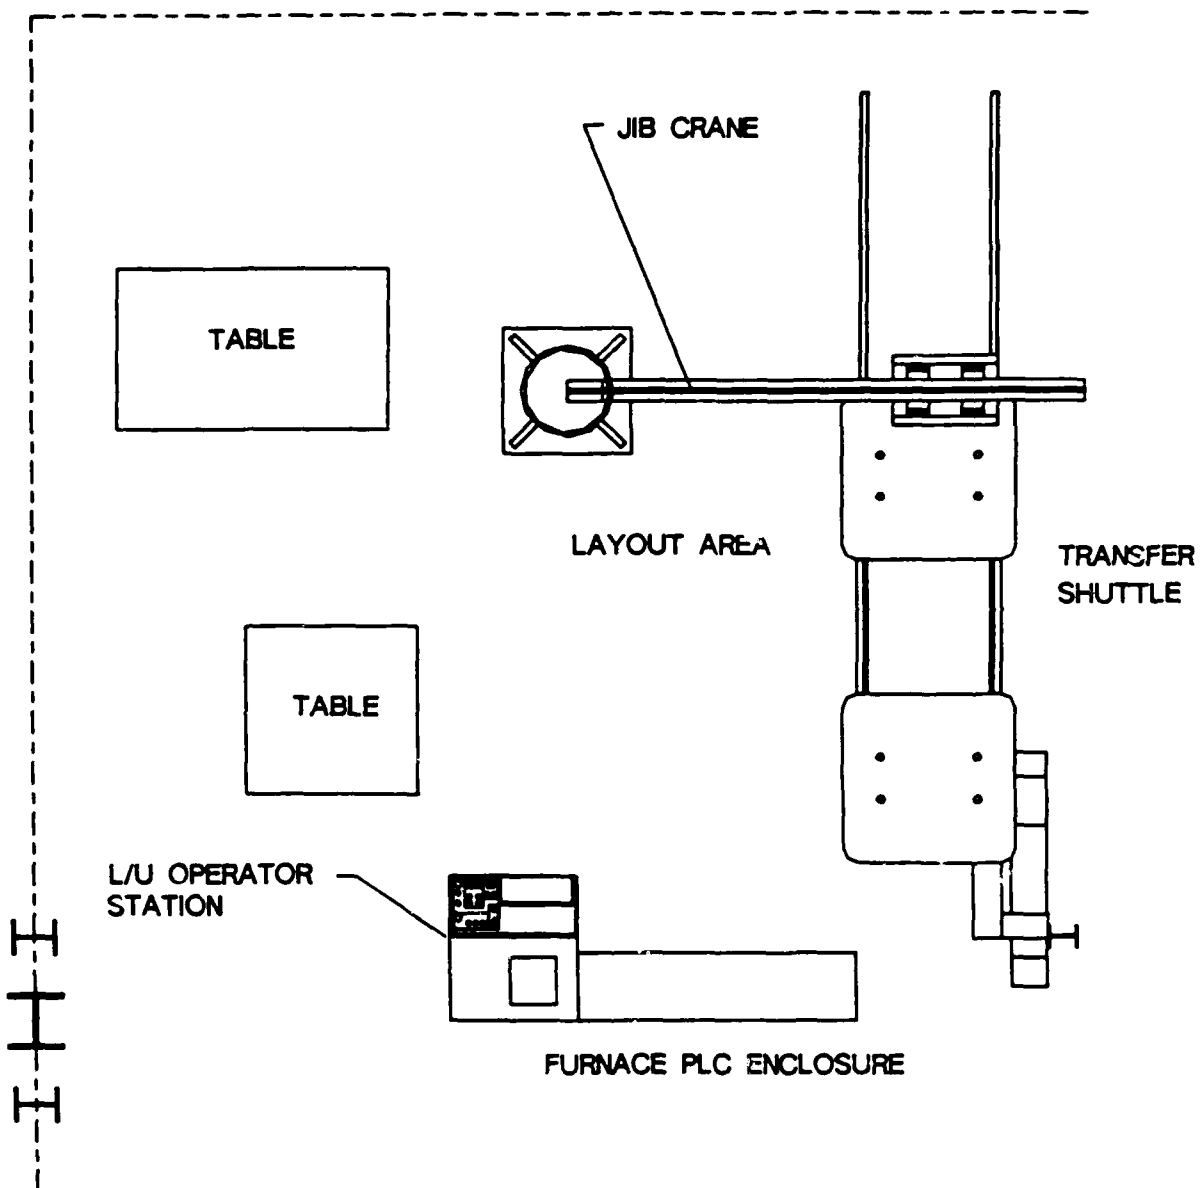 JIB CRANE
TABLE
LAYOUT AREA
TRANSFER
SHUTTLE
TABLE
L/U OPERATOR
STATION
FURNACE PLC ENCLOSURE